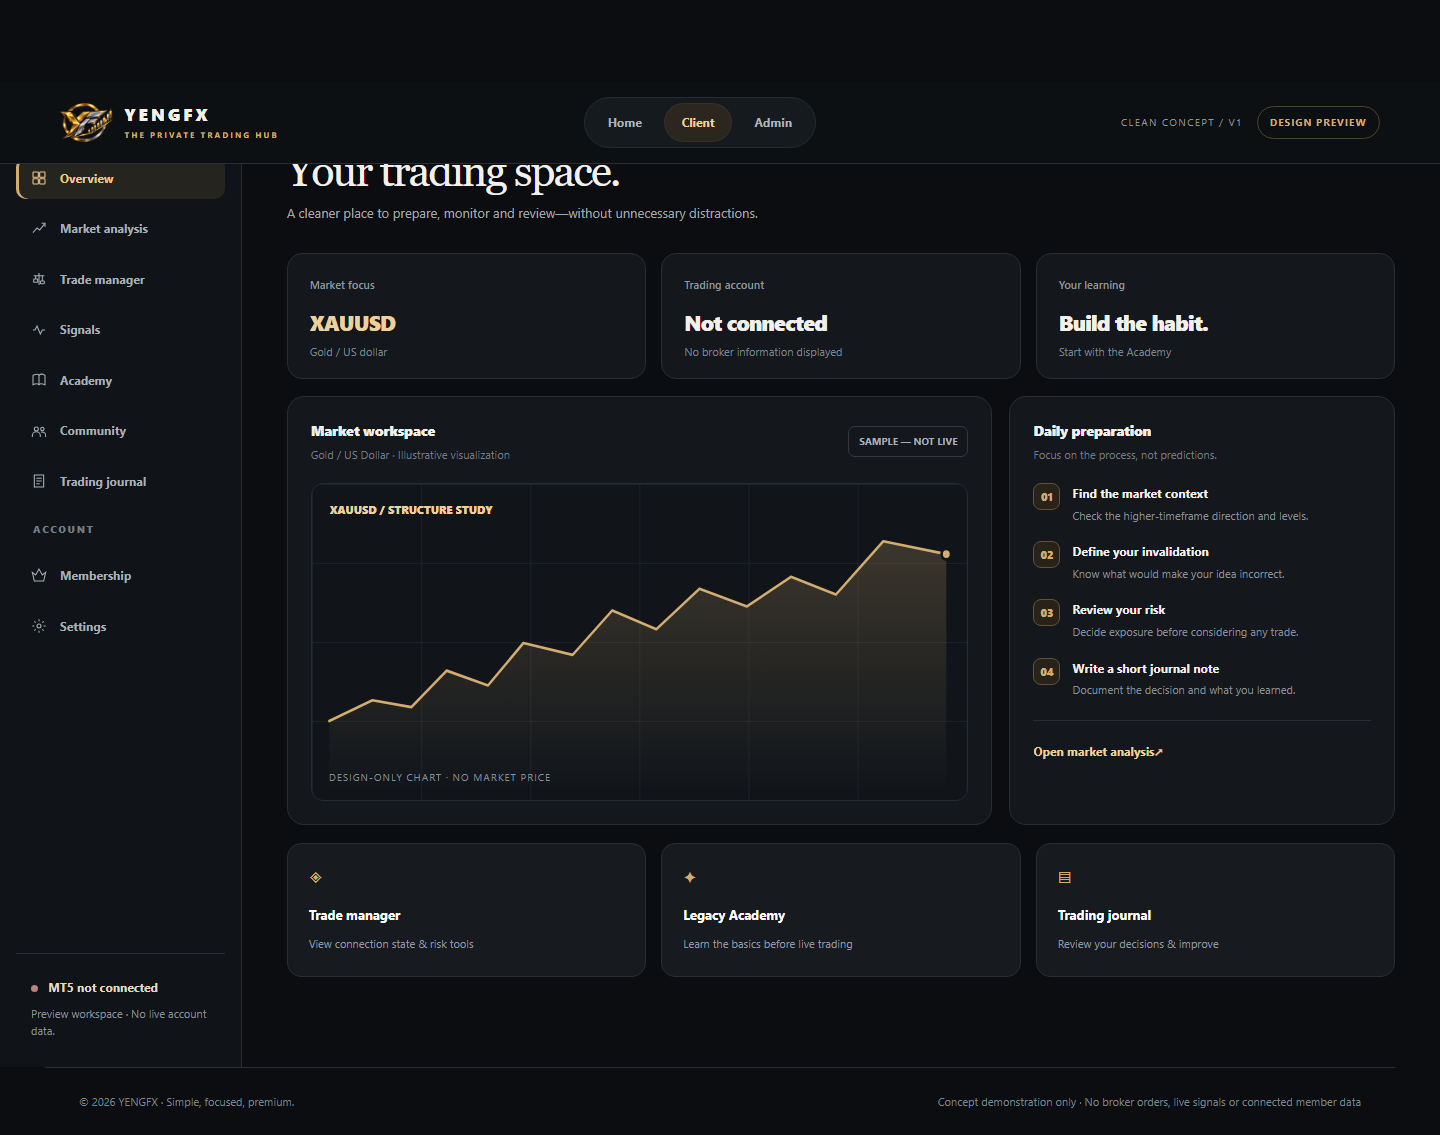 YENGFX
THE PRIVATE TRADING HUB
Home
Client
Admin
CLEAN CONCEPT / V1
DESIGN PREVIEW
Overview
Market analysis
Trade manager
Signals
Academy
Community
Trading journal
ACCOUNT
Membership
Settings
MT5 not connected
Preview workspace · No live account
data.
Your trading space.
A cleaner place to prepare, monitor and review—without unnecessary distractions.
Market focus
XAUUSD
Gold / US dollar
Trading account
Not connected
No broker information displayed
Your learning
Build the habit.
Start with the Academy
Market workspace
Gold / US Dollar · Illustrative visualization
SAMPLE — NOT LIVE
XAUUSD / STRUCTURE STUDY
DESIGN-ONLY CHART · NO MARKET PRICE
Daily preparation
Focus on the process, not predictions.
01
Find the market context
Check the higher-timeframe direction and levels.
02
Define your invalidation
Know what would make your idea incorrect.
03
Review your risk
Decide exposure before considering any trade.
04
Write a short journal note
Document the decision and what you learned.
Open market analysis↗
Trade manager
View connection state & risk tools
Legacy Academy
Learn the basics before live trading
Trading journal
Review your decisions & improve
© 2026 YENGFX · Simple, focused, premium.
Concept demonstration only · No broker orders, live signals or connected member data